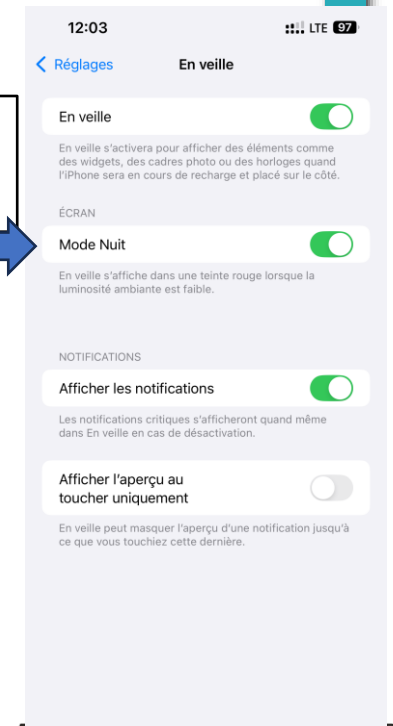 12:03 LTE 97
Réglages En veille
En veille
En veille s'activera pour afficher des éléments comme
des widgets, des cadres photo ou des horloges quand
l'iPhone sera en cours de recharge et placé sur le côté.
ÉCRAN
Mode Nuit
En veille s'affiche dans une teinte rouge lorsque la
luminosité ambiante est faible.
NOTIFICATIONS
Afficher les notifications
Les notifications critiques s'afficheront quand même
dans En veille en cas de désactivation.
Afficher l'aperçu au
toucher uniquement
En veille peut masquer l'aperçu d'une notification jusqu'à
ce que vous touchiez cette dernière.